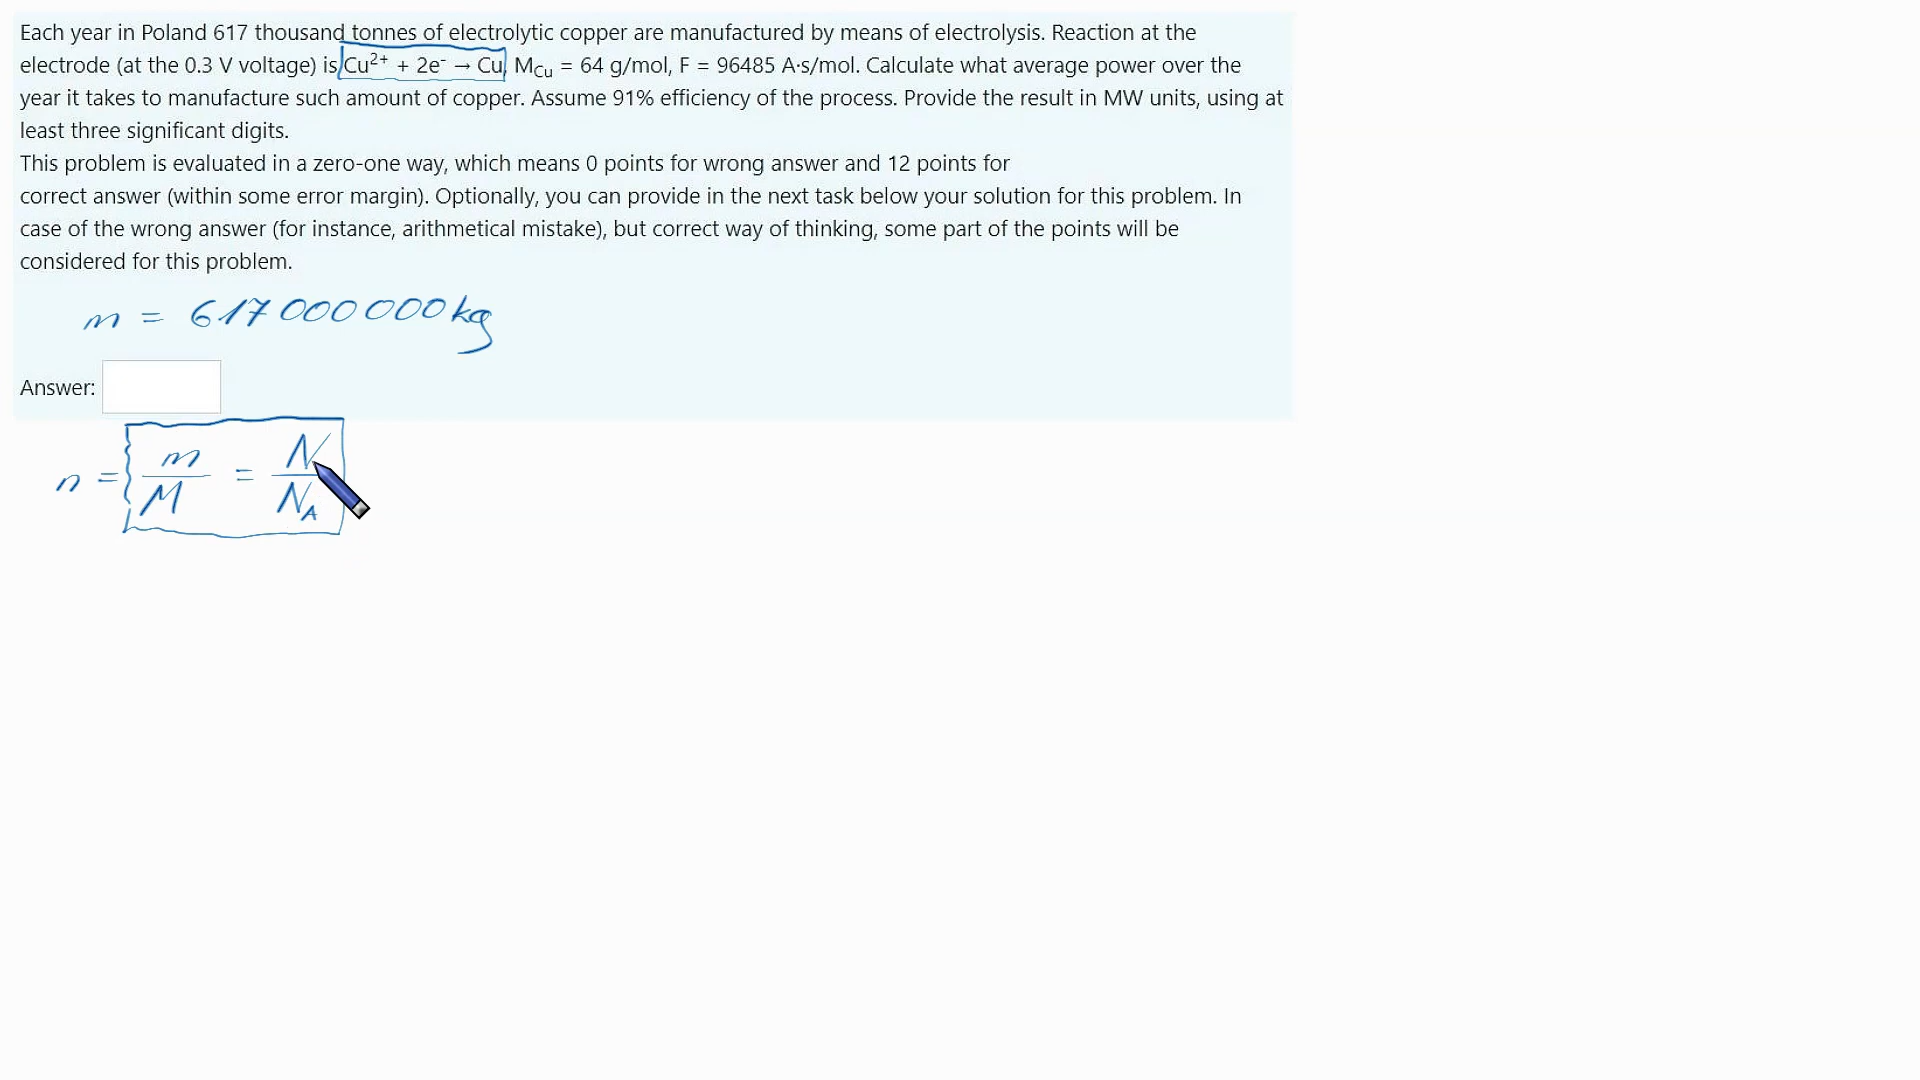 Each year in Poland 617 thousand tonnes of electrolytic copper are manufactured by means of electrolysis. Reaction at the
electrode (at the 0.3 V voltage) is Cu²⁺ + 2e⁻ → Cu, M_Cu = 64 g/mol, F = 96485 A·s/mol. Calculate what average power over the
year it takes to manufacture such amount of copper. Assume 91% efficiency of the process. Provide the result in MW units, using at
least three significant digits.
This problem is evaluated in a zero-one way, which means 0 points for wrong answer and 12 points for
correct answer (within some error margin). Optionally, you can provide in the next task below your solution for this problem. In
case of the wrong answer (for instance, arithmetical mistake), but correct way of thinking, some part of the points will be
considered for this problem.
m = 617 000 000 kg
Answer:
n = m/M = N/N_A